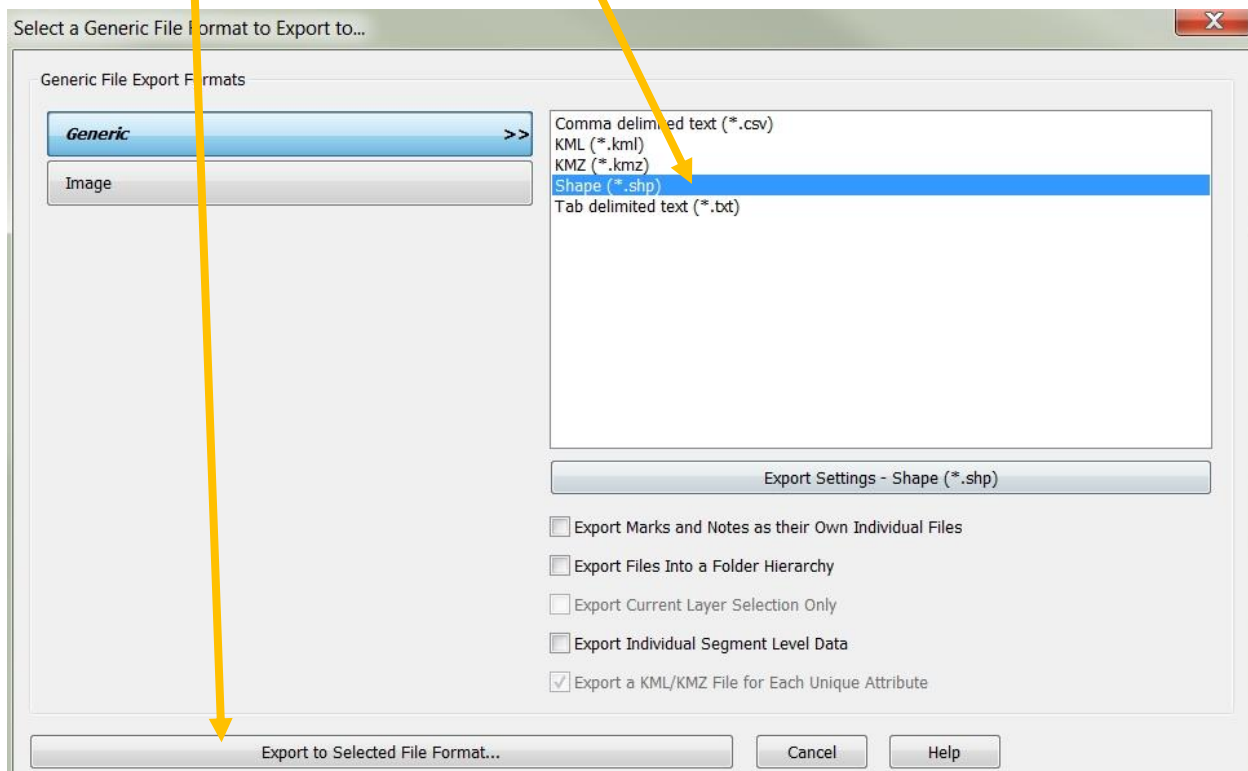 Select a Generic File Format to Export to...
X
Generic File Export Formats
Generic >>
Image
Comma delimited text (*.csv)
KML (*.kml)
KMZ (*.kmz)
Shape (*.shp)
Tab delimited text (*.txt)
Export Settings - Shape (*.shp)
Export Marks and Notes as their Own Individual Files
Export Files Into a Folder Hierarchy
Export Current Layer Selection Only
Export Individual Segment Level Data
Export a KML/KMZ File for Each Unique Attribute
Export to Selected File Format...
Cancel
Help